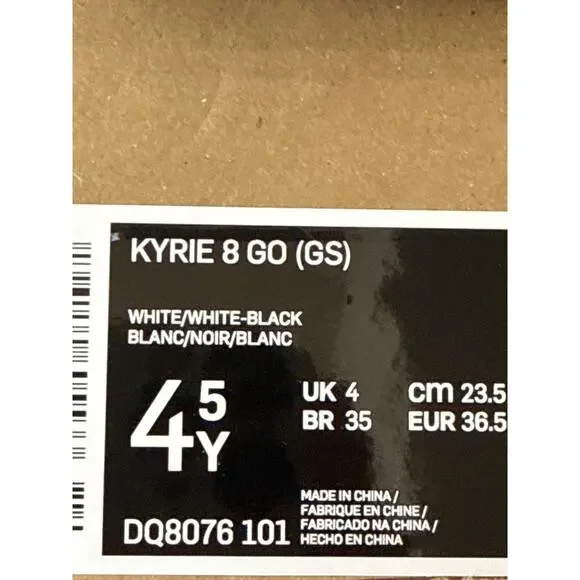 KYRIE 8 GO (GS)
WHITE/WHITE-BLACK
BLANC/NOIR/BLANC
4 5 Y
UK 4 cm 23.5
BR 35 EUR 36.5
MADE IN CHINA /
FABRIQUE EN CHINE /
FABRICADO NA CHINA /
HECHO EN CHINA
DQ8076 101